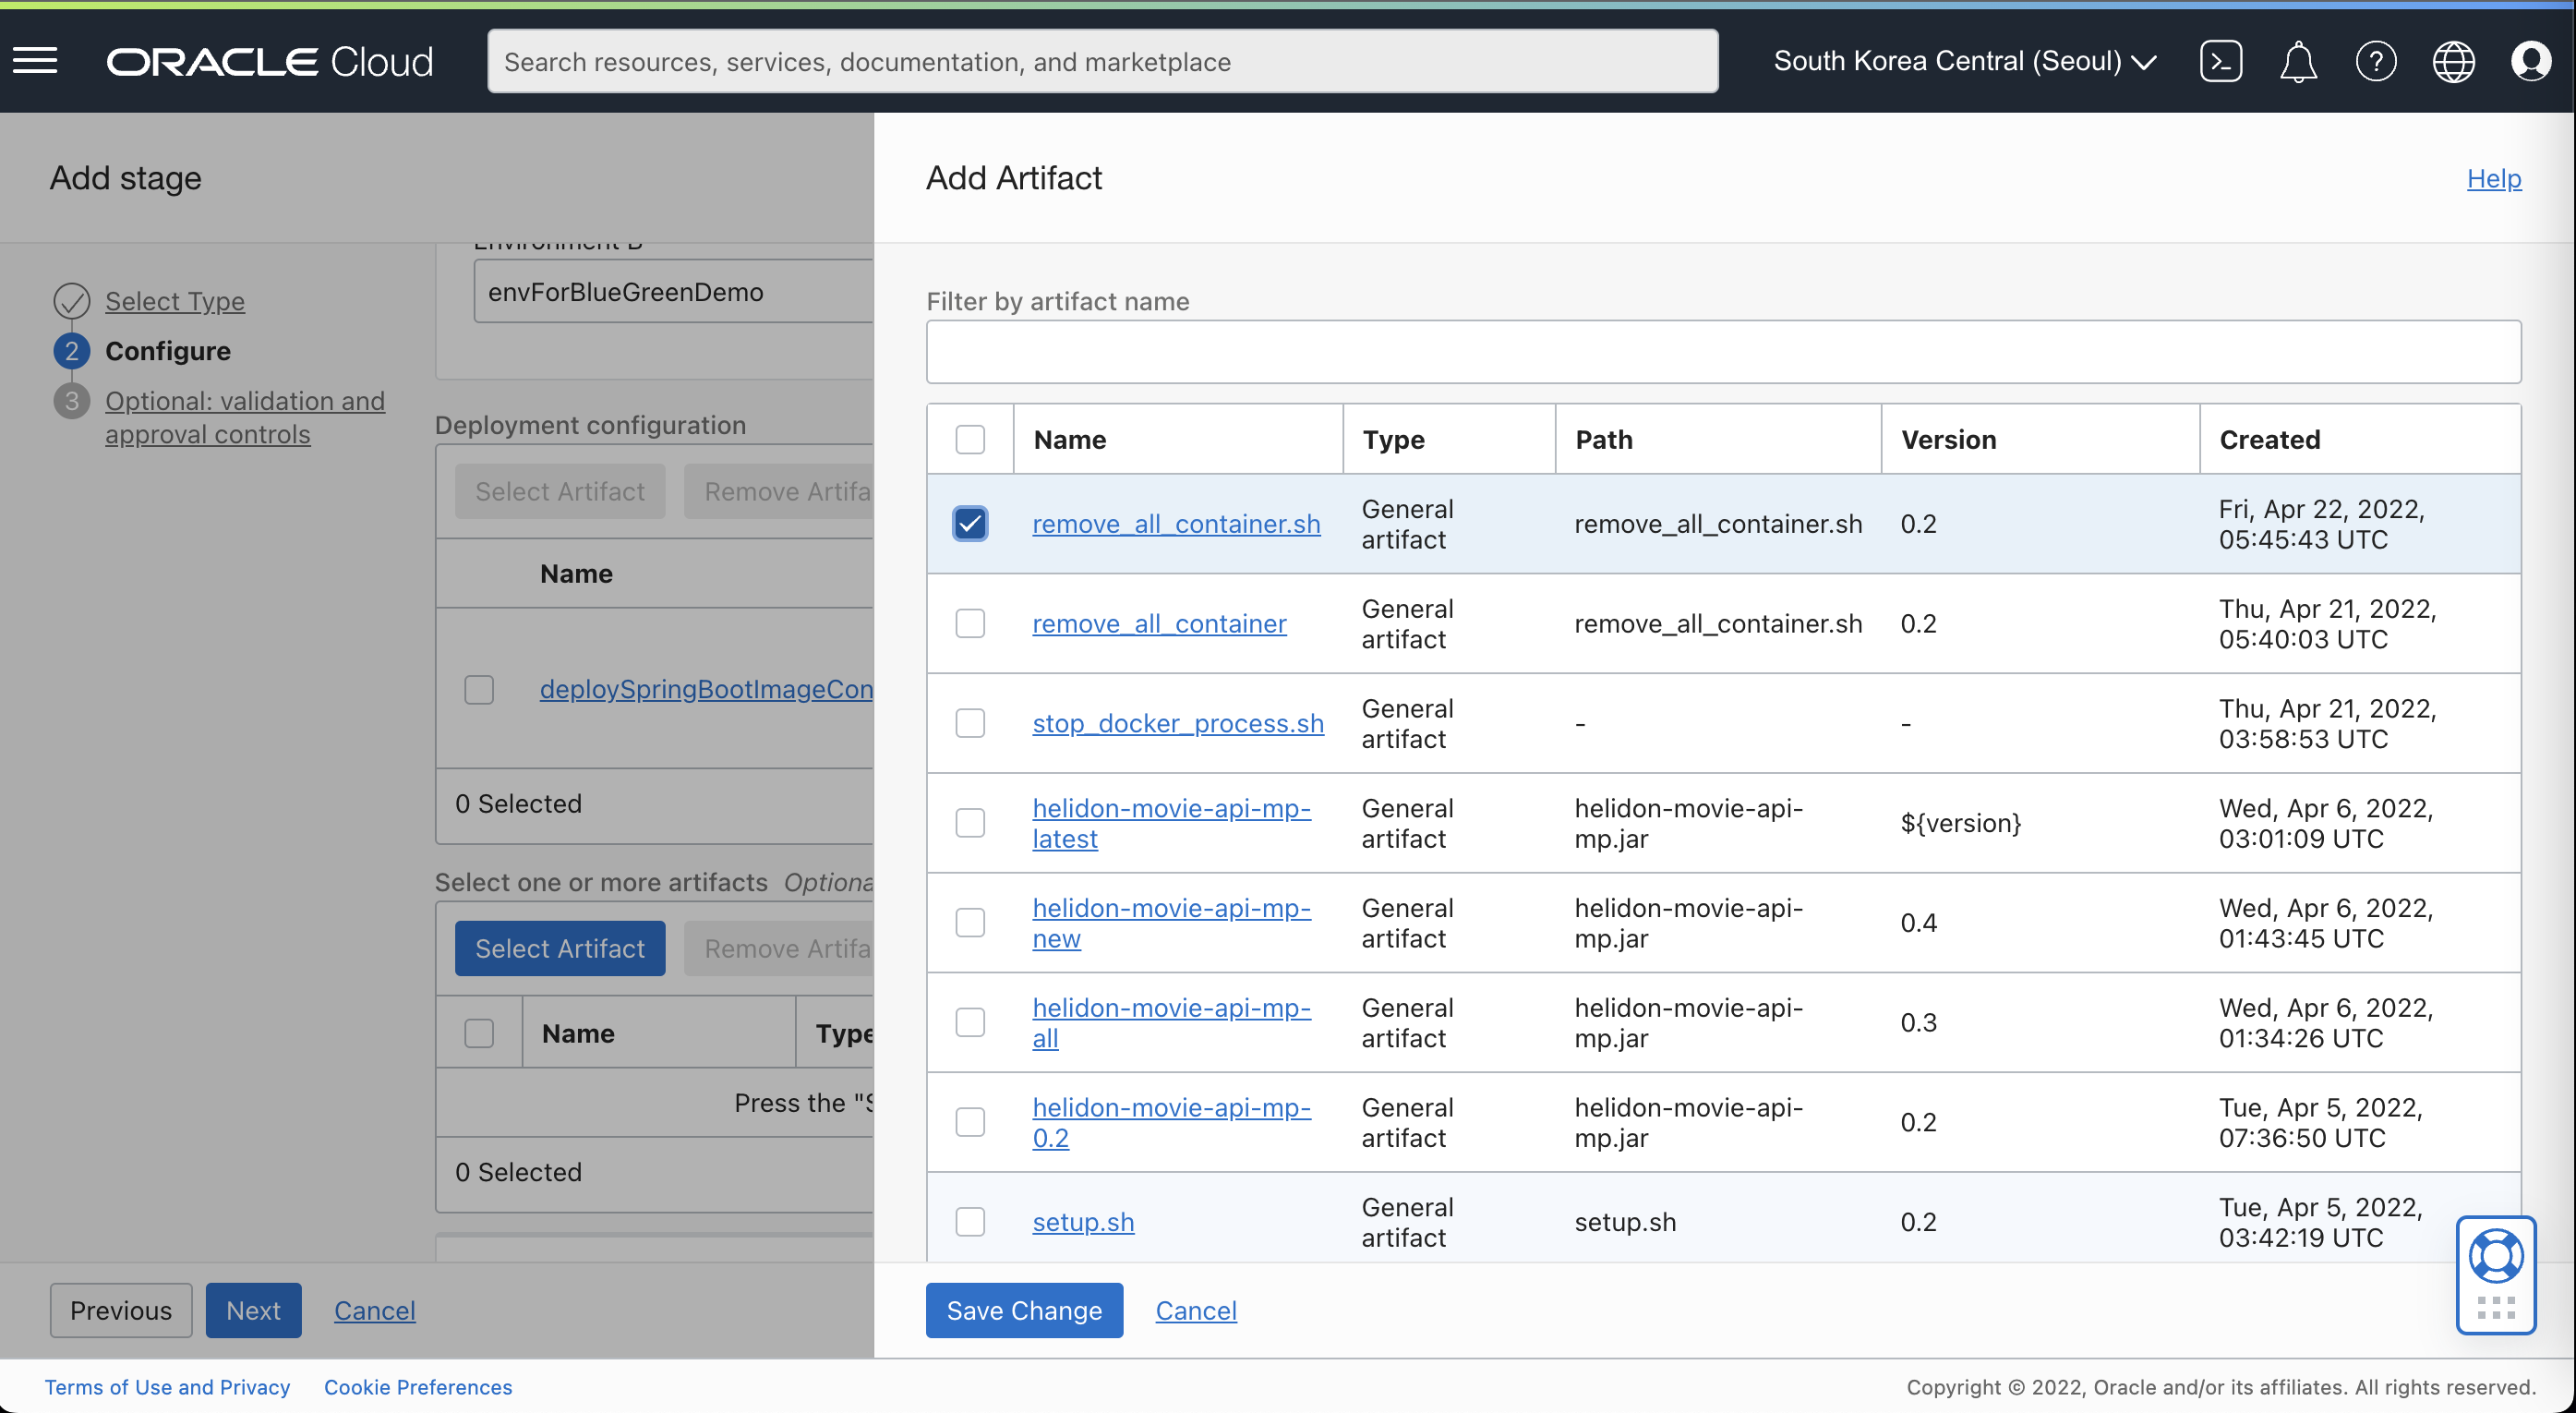 ORACLE Cloud
Search resources, services, documentation, and marketplace
South Korea Central (Seoul)
Add stage
Select Type
2 Configure
3 Optional: validation and
approval controls
envForBlueGreenDemo
Deployment configuration
Select Artifact
Remove Artifa
Name
deploySpringBootImageCon
0 Selected
Select one or more artifacts Optiona
Select Artifact
Remove Artifa
Name Type
Press the "S
0 Selected
Previous
Next
Cancel
Add Artifact
Help
Filter by artifact name
Name Type Path Version Created
remove_all_container.sh General
artifact remove_all_container.sh 0.2 Fri, Apr 22, 2022,
05:45:43 UTC
remove_all_container General
artifact remove_all_container.sh 0.2 Thu, Apr 21, 2022,
05:40:03 UTC
stop_docker_process.sh General
artifact - - Thu, Apr 21, 2022,
03:58:53 UTC
helidon-movie-api-mp- General helidon-movie-api- Wed, Apr 6, 2022,
latest artifact mp.jar ${version} 03:01:09 UTC
helidon-movie-api-mp- General helidon-movie-api- Wed, Apr 6, 2022,
new artifact mp.jar 0.4 01:43:45 UTC
helidon-movie-api-mp- General helidon-movie-api- Wed, Apr 6, 2022,
all artifact mp.jar 0.3 01:34:26 UTC
helidon-movie-api-mp- General helidon-movie-api- Tue, Apr 5, 2022,
0.2 artifact mp.jar 0.2 07:36:50 UTC
setup.sh General
artifact setup.sh 0.2 Tue, Apr 5, 2022,
03:42:19 UTC
Save Change
Cancel
Terms of Use and Privacy
Cookie Preferences
Copyright © 2022, Oracle and/or its affiliates. All rights reserved.